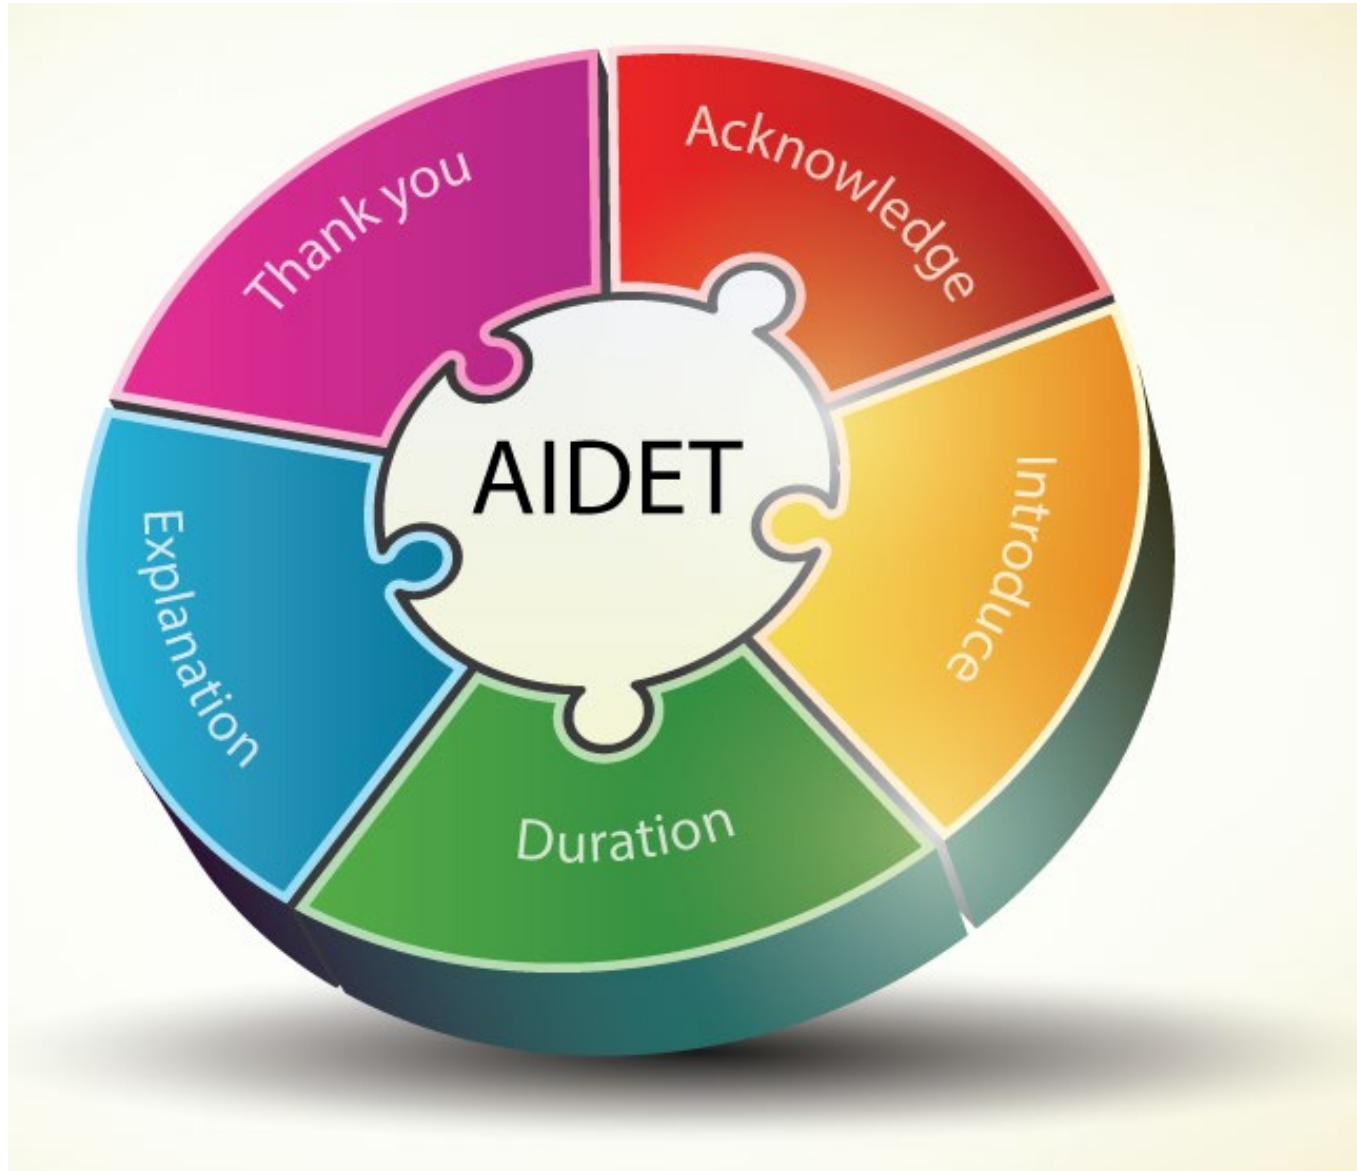 Acknowledge
Introduce
Duration
Explanation
Thank you
AIDET